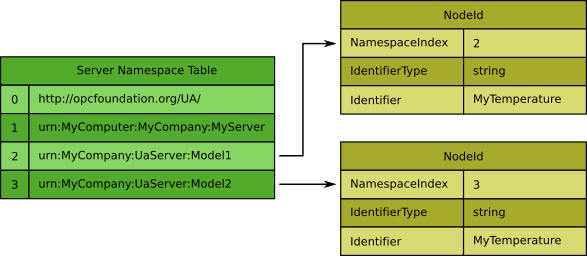 Server Namespace Table
0 http://opcfoundation.org/UA/
1 urn:MyComputer:MyCompany:MyServer
2 urn:MyCompany:UaServer:Model1
3 urn:MyCompany:UaServer:Model2
NodeId
NamespaceIndex 2
IdentifierType string
Identifier MyTemperature
NodeId
NamespaceIndex 3
IdentifierType string
Identifier MyTemperature